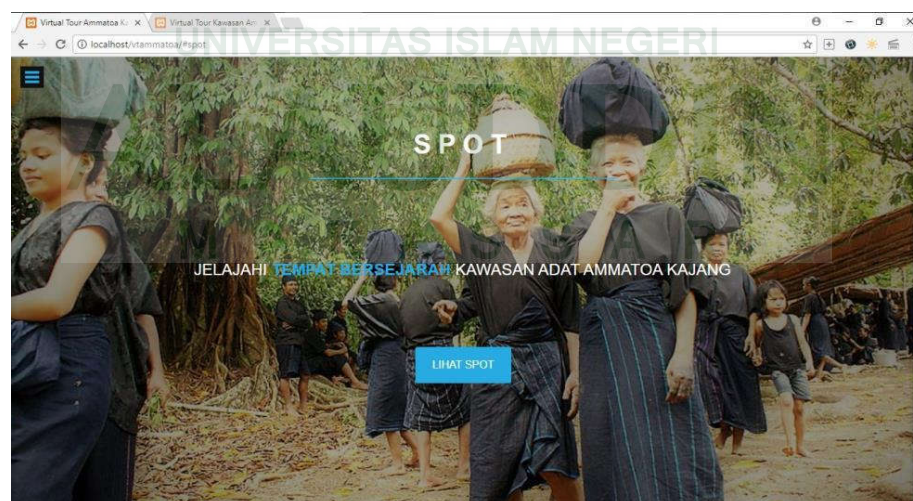 Virtual Tour Ammatoa Ka
Virtual Tour Kawasan Am
localhost/vtammatoa/#spot
UNIVERSITAS ISLAM NEGERI
SPOT
JELAJAHI TEMPAT BERSEJARAH KAWASAN ADAT AMMATOA KAJANG
LIHAT SPOT